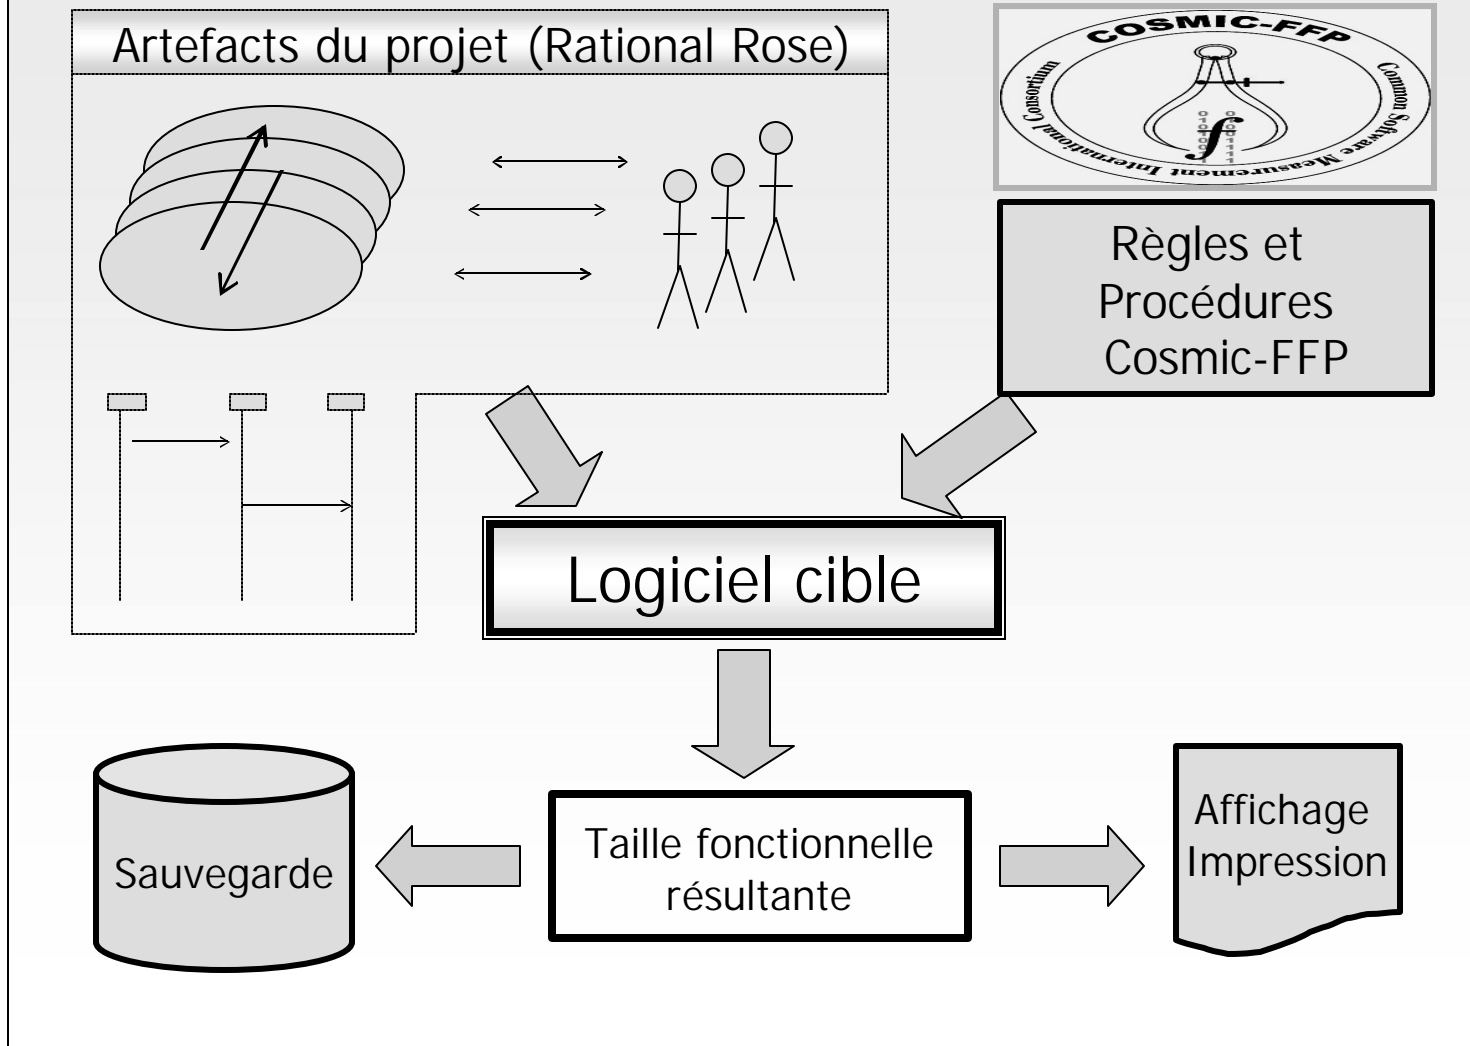 Artefacts du projet (Rational Rose)
COSMIC-FFP
Common Software Measurement International Consortium
Règles et
Procédures
Cosmic-FFP
Logiciel cible
Sauvegarde
Taille fonctionnelle
résultante
Affichage
Impression